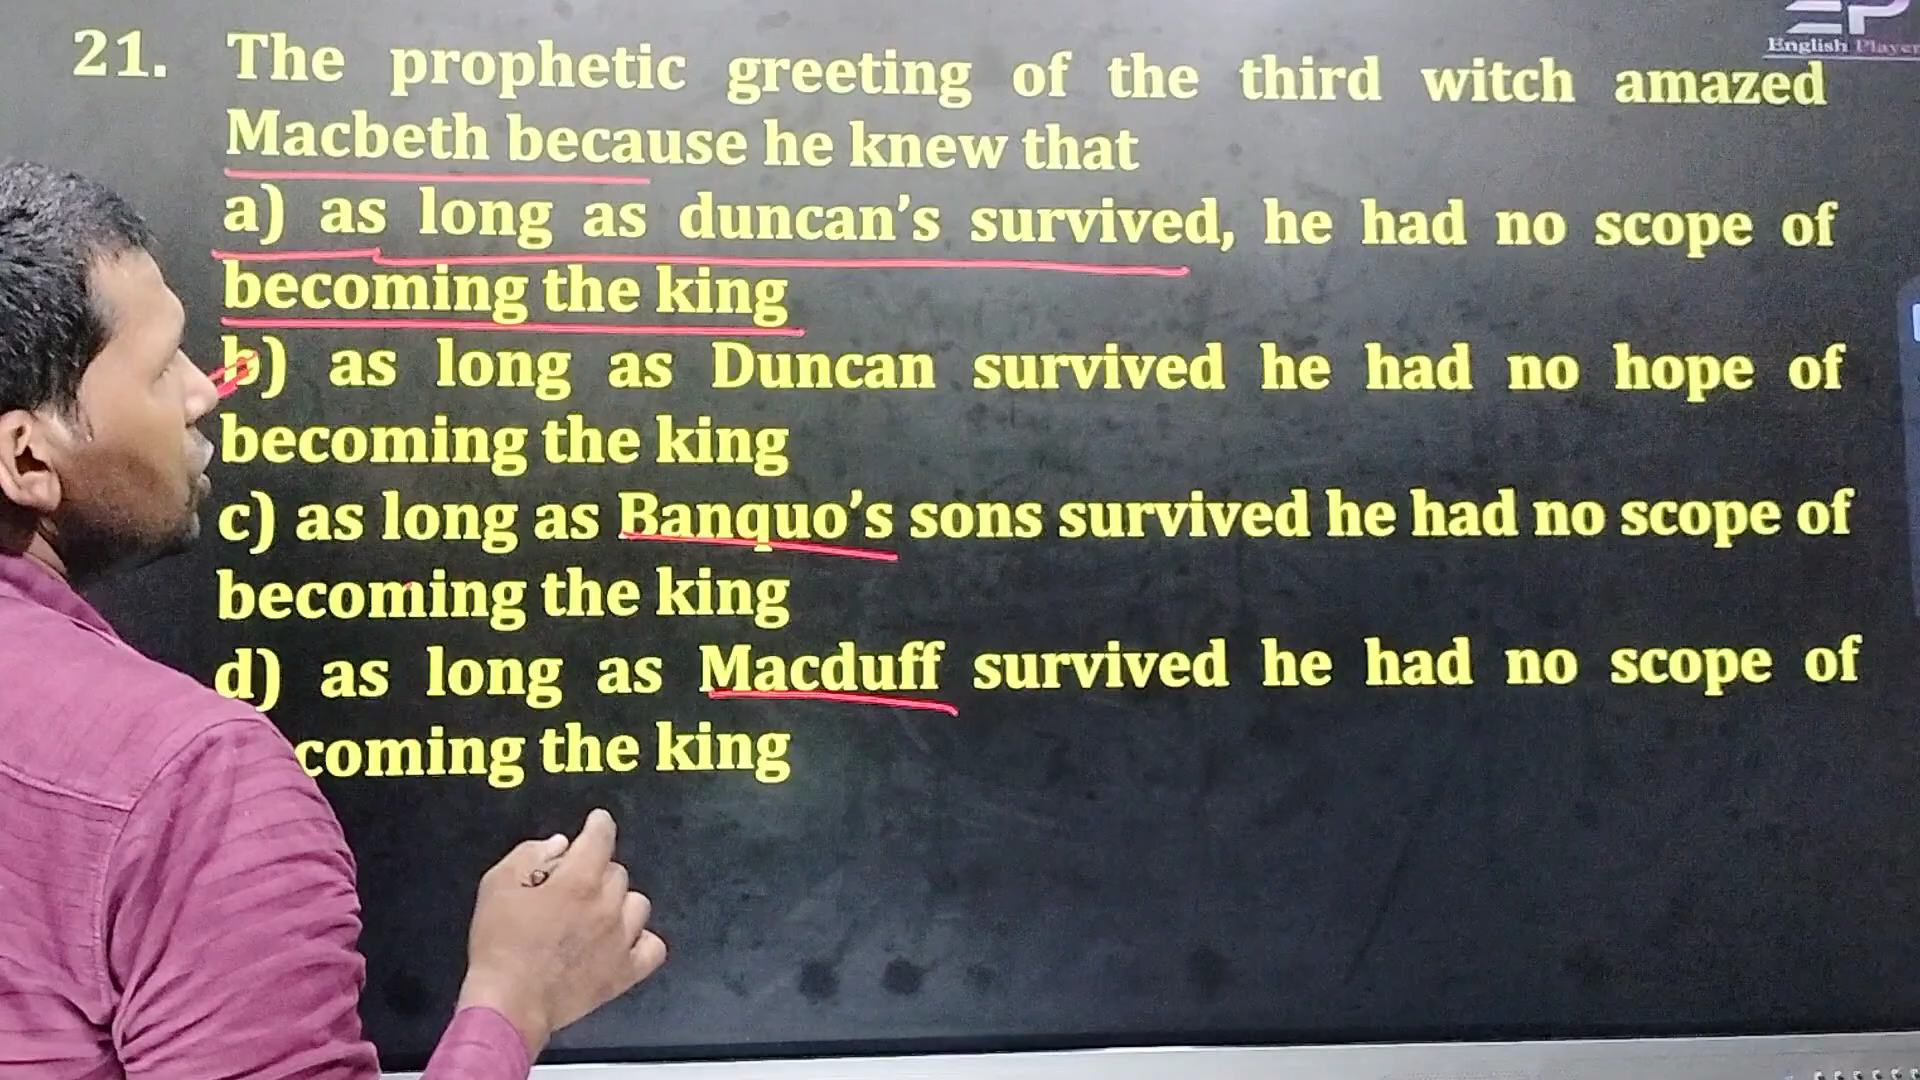 EP
English Player
21. The prophetic greeting of the third witch amazed
Macbeth because he knew that
a) as long as duncan's survived, he had no scope of
becoming the king
b) as long as Duncan survived he had no hope of
becoming the king
c) as long as Banquo's sons survived he had no scope of
becoming the king
d) as long as Macduff survived he had no scope of
coming the king